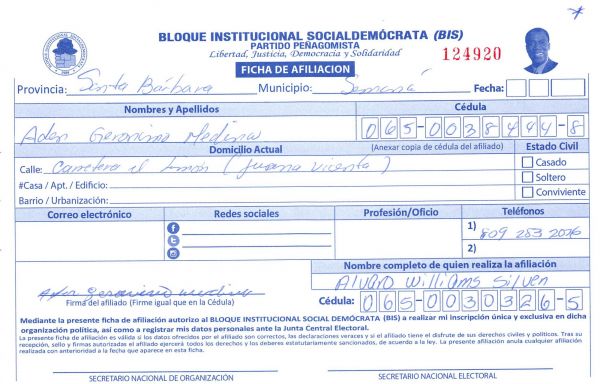 BLOQUE INSTITUCIONAL SOCIALDEMÓCRATA (BIS)
PARTIDO PEÑAGOMISTA
Libertad, Justicia, Democracia y Solidaridad
124920
FICHA DE AFILIACION
Provincia: Santa Bárbara Municipio: Samaná Fecha:
Nombres y Apellidos Cédula
Ader Geronimo Medina 065-0038494-8
Domicilio Actual (Anexar copia de cédula del afiliado) Estado Civil
Calle: Carretera el Limón (Juana Vicenta) Casado
#Casa / Apt. / Edificio: Soltero
Barrio / Urbanización: Conviviente
Correo electrónico Redes sociales Profesión/Oficio Teléfonos
1) 809 283 2076
2)
Nombre completo de quien realiza la afiliación
Alvaro Williams Silven
Firma del afiliado (Firme igual que en la Cédula) Cédula: 065-0030326-5
Mediante la presente ficha de afiliación autorizo al BLOQUE INSTITUCIONAL SOCIAL DEMÓCRATA (BIS) a realizar mi inscripción única y exclusiva en dicha
organización política, así como a registrar mis datos personales ante la Junta Central Electoral.
La presente ficha de afiliación es válida si los datos ofrecidos por el afiliado son correctos, las declaraciones veraces y si el afiliado tiene el disfrute de sus derechos civiles y políticos. Tras su
recepción, sello y firmas autorizadas el afiliado ejercerá todos los derechos y los deberes estatutariamente sancionados, de acuerdo a la ley. La presente afiliación anula cualquier afiliación
realizada con anterioridad a la fecha que aparece en esta ficha.
SECRETARIO NACIONAL DE ORGANIZACIÓN SECRETARIO NACIONAL ELECTORAL